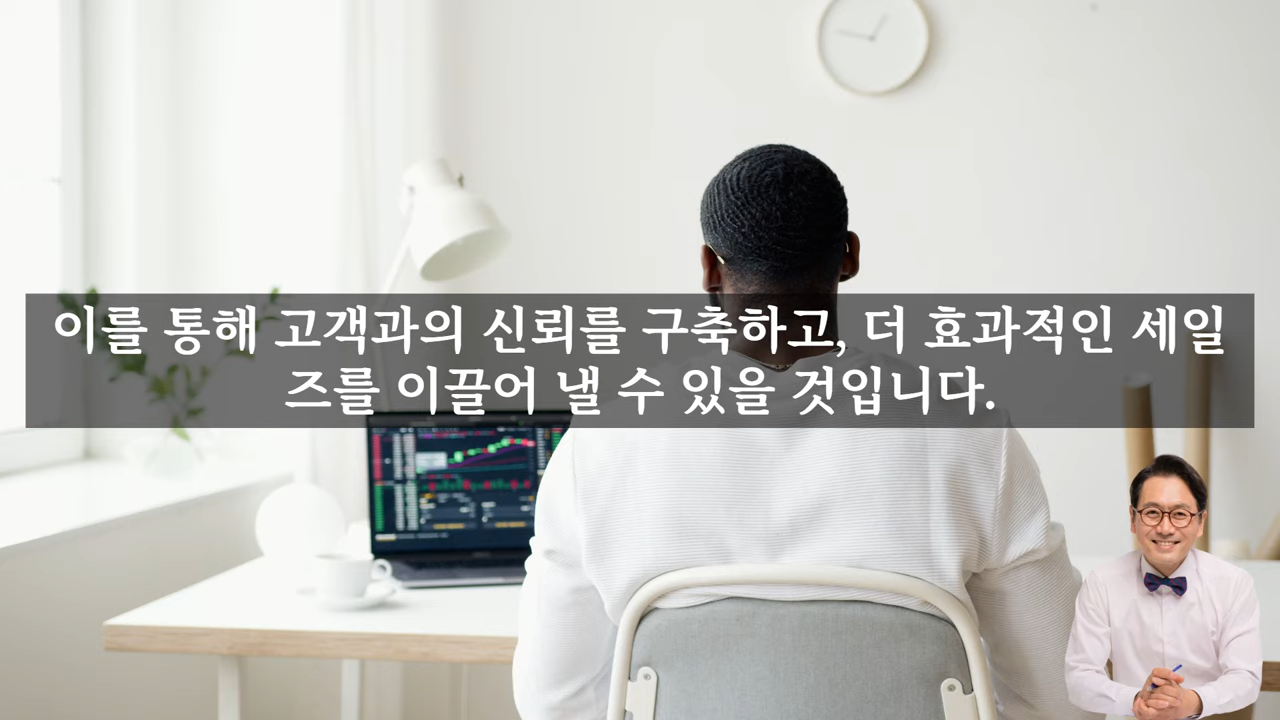 이를 통해 고객과의 신뢰를 구축하고, 더 효과적인 세일
즈를 이끌어 낼 수 있을 것입니다.